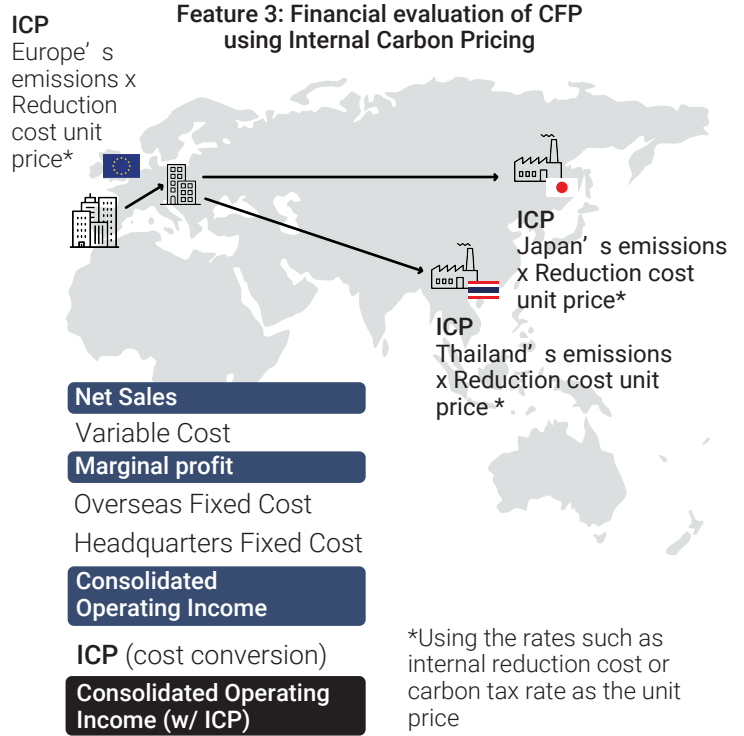 Feature 3: Financial evaluation of CFP
using Internal Carbon Pricing
ICP
Europe’ s
emissions x
Reduction
cost unit
price*
ICP
Japan’ s emissions
x Reduction cost
unit price*
ICP
Thailand’ s emissions
x Reduction cost unit
price *
Net Sales
Variable Cost
Marginal profit
Overseas Fixed Cost
Headquarters Fixed Cost
Consolidated
Operating Income
ICP (cost conversion)
Consolidated Operating
Income (w/ ICP)
*Using the rates such as
internal reduction cost or
carbon tax rate as the unit
price